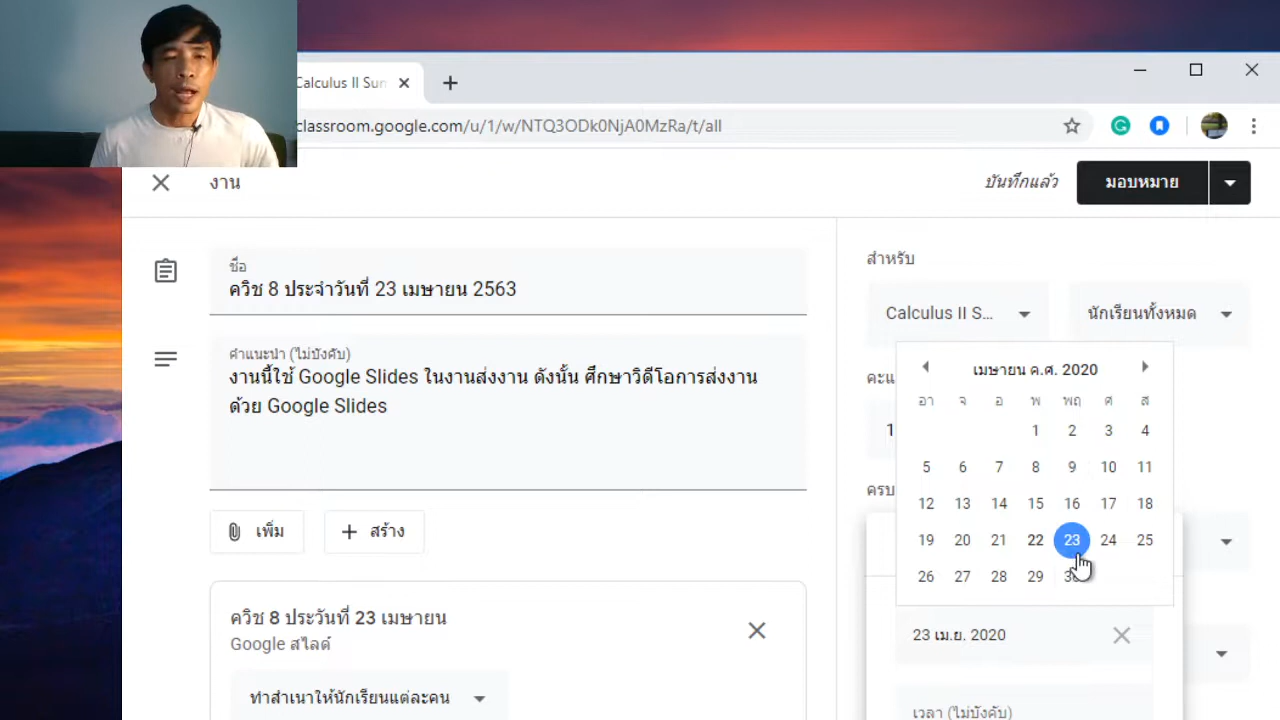 Calculus II Sun
classroom.google.com/u/1/w/NTQ3ODk0NjA0MzRa/t/all
งาน
บันทึกแล้ว
มอบหมาย
ชื่อ
ควิช 8 ประจำวันที่ 23 เมษายน 2563
คำแนะนำ (ไม่บังคับ)
งานนี้ใช้ Google Slides ในงานส่งงาน ดังนั้น ศึกษาวิดีโอการส่งงาน
ด้วย Google Slides
เพิ่ม
สร้าง
ควิช 8 ประวันที่ 23 เมษายน
Google สไลด์
ทำสำเนาให้นักเรียนแต่ละคน
สำหรับ
Calculus II S...
นักเรียนทั้งหมด
คะแ
1
ครบ
เมษายน ค.ศ. 2020
อา จ อ พ พฤ ศ ส
1 2 3 4
5 6 7 8 9 10 11
12 13 14 15 16 17 18
19 20 21 22 23 24 25
26 27 28 29 30
23 เม.ย. 2020
เวลา (ไม่บังคับ)